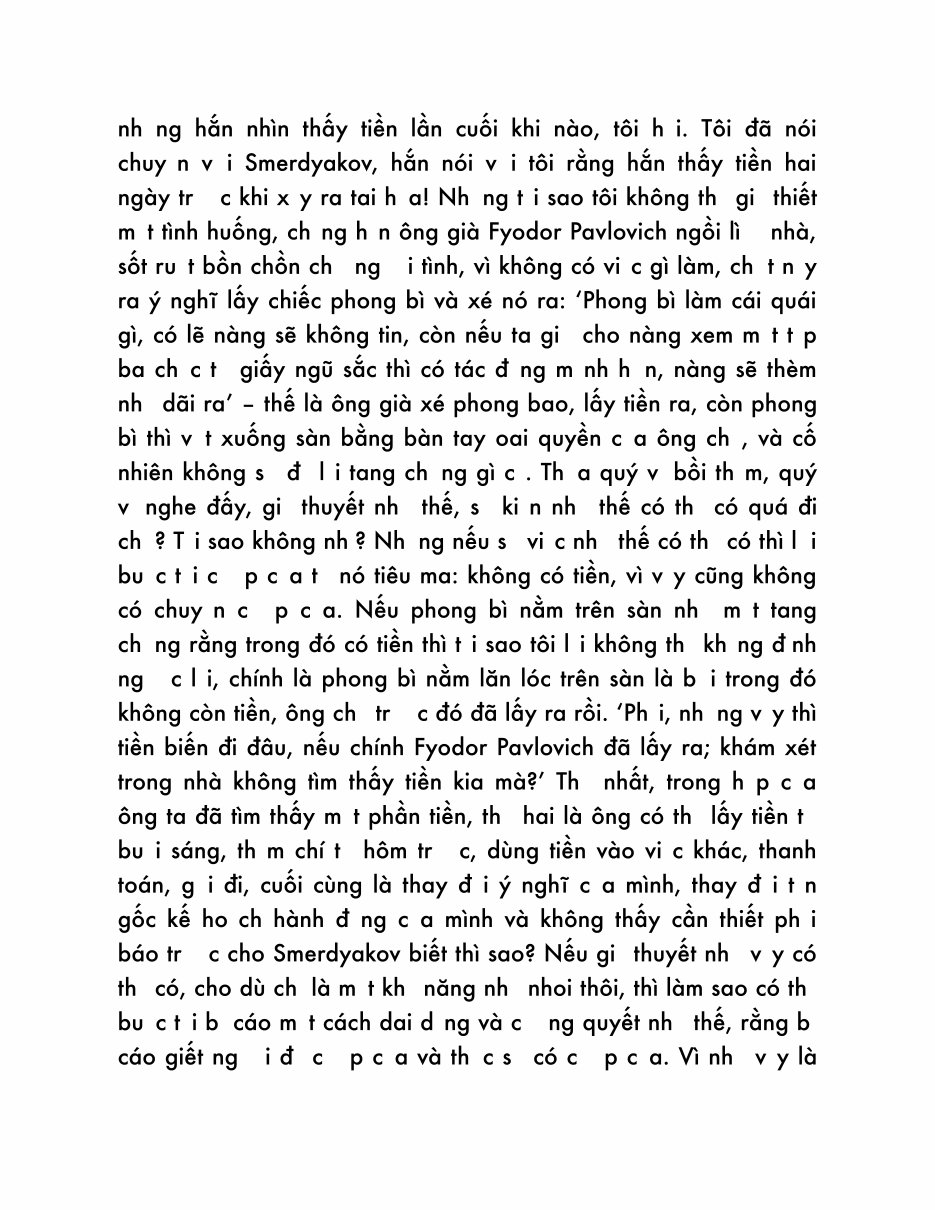 nh ng hắn nhìn thấy tiền lần cuối khi nào, tôi h i. Tôi đã nói
chuy n v i Smerdyakov, hắn nói v i tôi rằng hắn thấy tiền hai
ngày tr c khi x y ra tai h a! Nh ng t i sao tôi không th gi thiết
m t tình huống, ch ng h n ông già Fyodor Pavlovich ngồi lì nhà,
sốt ru t bồn chồn ch ng i tình, vì không có vi c gì làm, ch t n y
ra ý nghĩ lấy chiếc phong bì và xé nó ra: ‘Phong bì làm cái quái
gì, có lẽ nàng sẽ không tin, còn nếu ta gi cho nàng xem m t t p
ba ch c t giấy ngũ sắc thì có tác đ ng m nh h n, nàng sẽ thèm
nh dãi ra’ – thế là ông già xé phong bao, lấy tiền ra, còn phong
bì thì v t xuống sàn bằng bàn tay oai quyền c a ông ch , và cố
nhiên không s đ l i tang ch ng gì c . Th a quý v bồi th m, quý
v nghe đấy, gi thuyết nh thế, s ki n nh thế có th có quá đi
ch ? T i sao không nh ? Nh ng nếu s vi c nh thế có th có thì l i
bu c t i c p c a t nó tiêu ma: không có tiền, vì v y cũng không
có chuy n c p c a. Nếu phong bì nằm trên sàn nh m t tang
ch ng rằng trong đó có tiền thì t i sao tôi l i không th kh ng đ nh
ng c l i, chính là phong bì nằm lăn lóc trên sàn là b i trong đó
không còn tiền, ông ch tr c đó đã lấy ra rồi. ‘Ph i, nh ng v y thì
tiền biến đi đâu, nếu chính Fyodor Pavlovich đã lấy ra; khám xét
trong nhà không tìm thấy tiền kia mà?’ Th nhất, trong h p c a
ông ta đã tìm thấy m t phần tiền, th hai là ông có th lấy tiền t
bu i sáng, th m chí t hôm tr c, dùng tiền vào vi c khác, thanh
toán, g i đi, cuối cùng là thay đ i ý nghĩ c a mình, thay đ i t n
gốc kế ho ch hành đ ng c a mình và không thấy cần thiết ph i
báo tr c cho Smerdyakov biết thì sao? Nếu gi thuyết nh v y có
th có, cho dù ch là m t kh năng nh nhoi thôi, thì làm sao có th
bu c t i b cáo m t cách dai d ng và c ng quyết nh thế, rằng b
cáo giết ng i đ c p c a và th c s có c p c a. Vì nh v y là